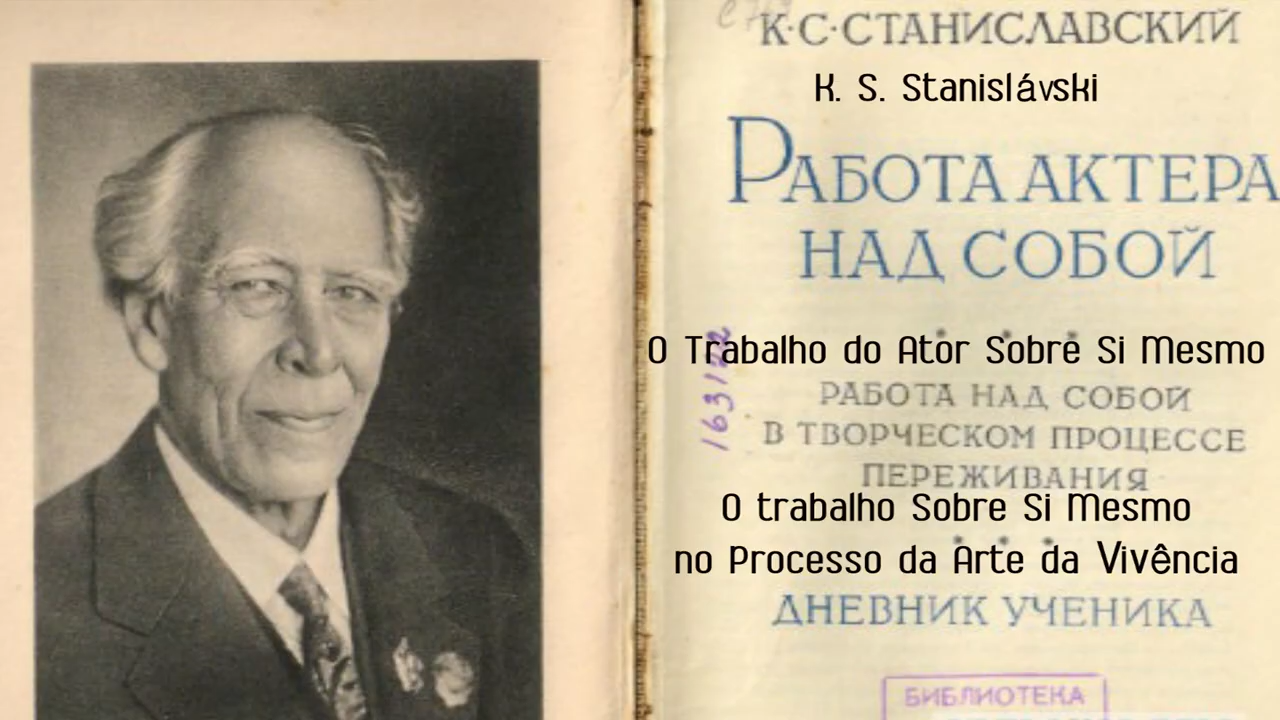 К·С·СТАНИСЛАВСКИЙ
K. S. Stanislávski
РАБОТА АКТЕРА
НАД СОБОЙ
O Trabalho do Ator Sobre Si Mesmo
163122
РАБОТА НАД СОБОЙ
В ТВОРЧЕСКОМ ПРОЦЕССЕ
ПЕРЕЖИВАНИЯ
O trabalho Sobre Si Mesmo
no Processo da Arte da Vivência
ДНЕВНИК УЧЕНИКА
БИБЛИОТЕКА